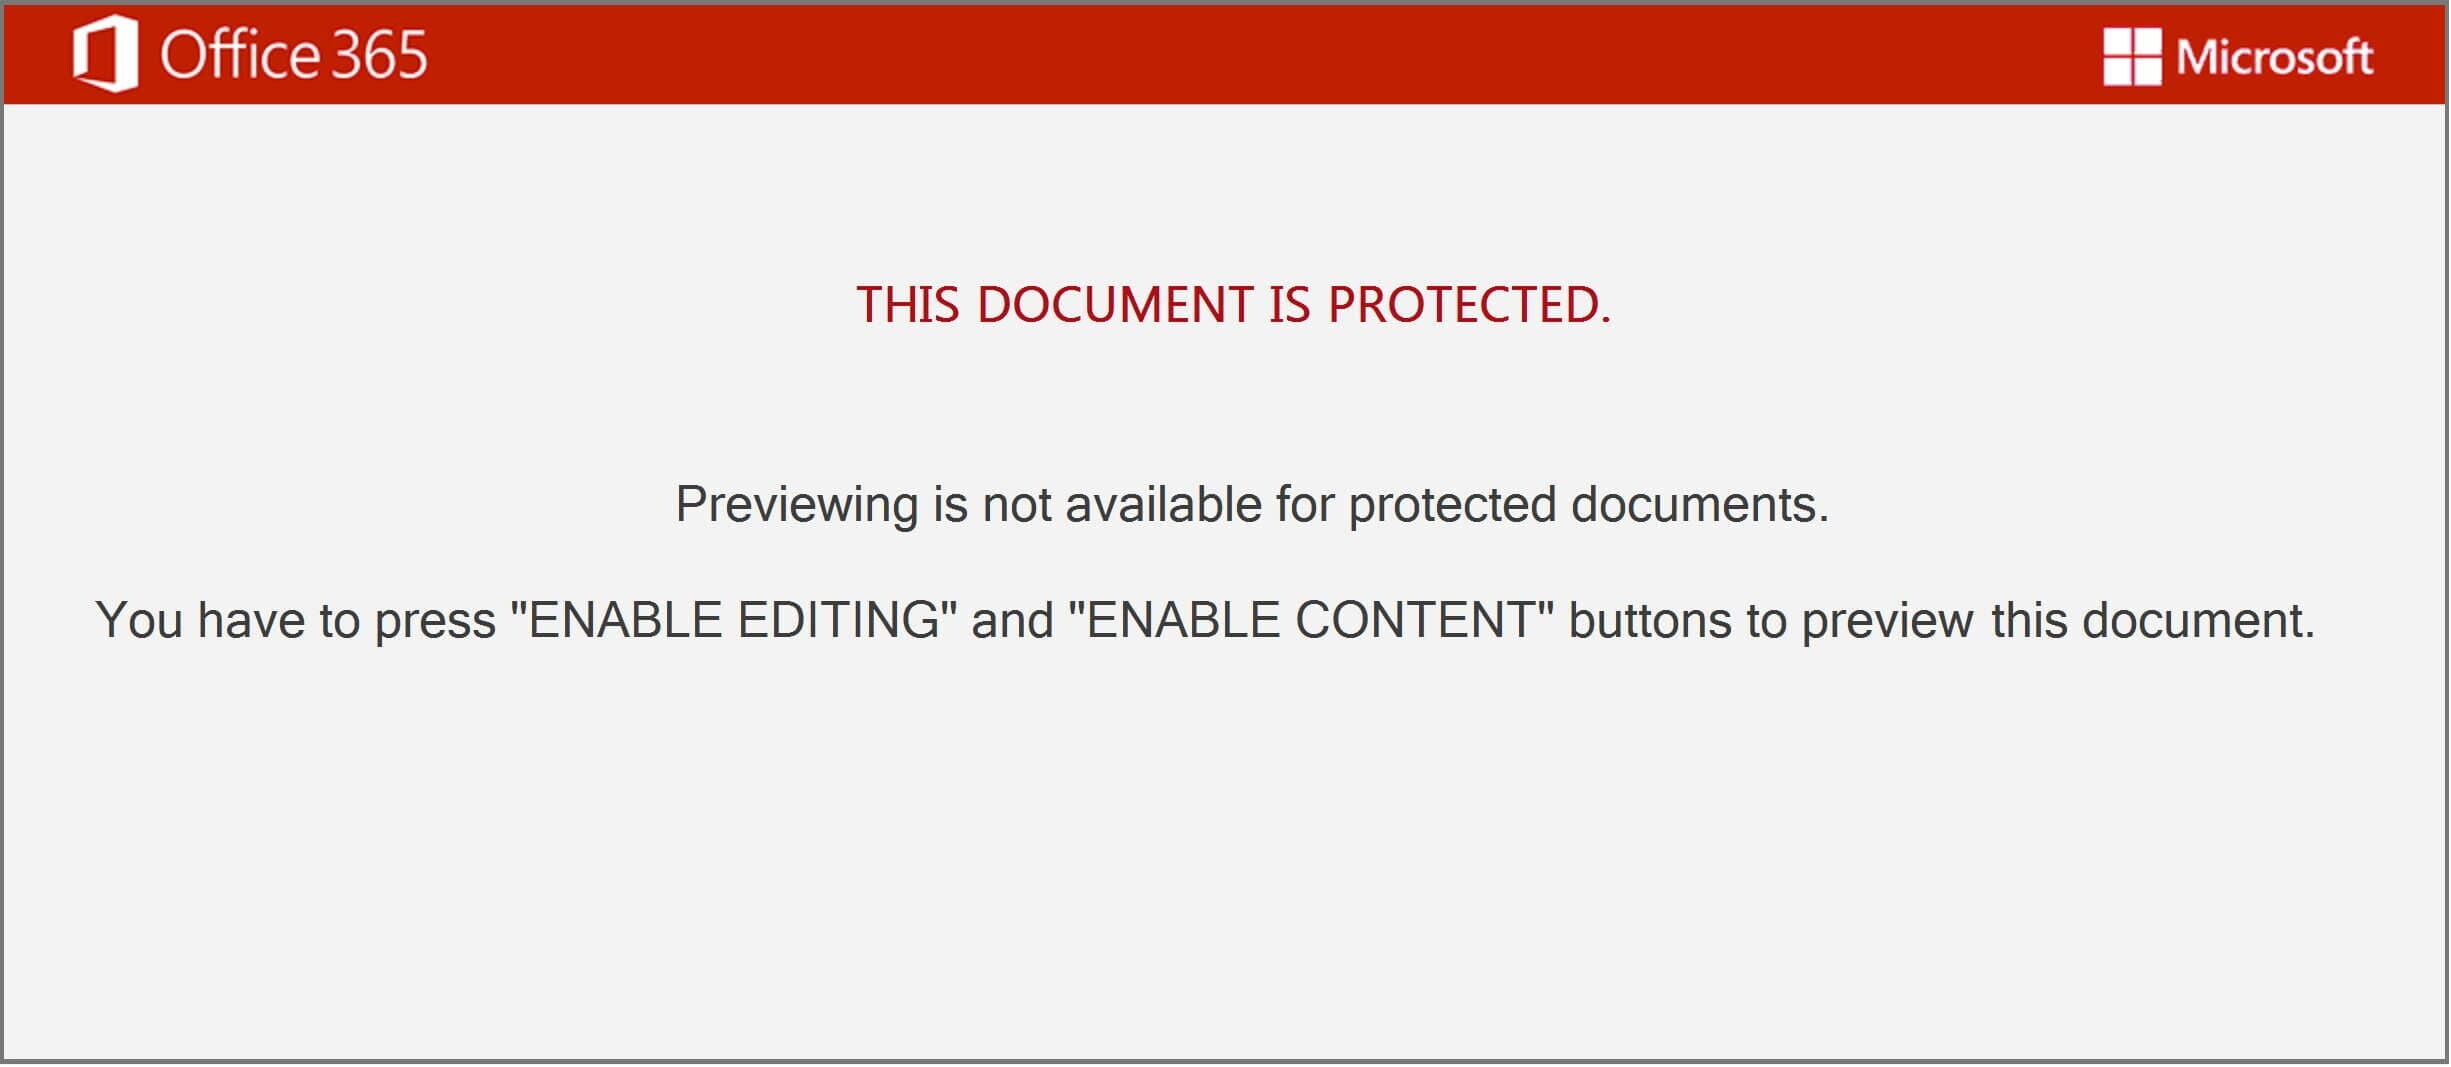 Office 365
Microsoft
THIS DOCUMENT IS PROTECTED.
Previewing is not available for protected documents.
You have to press "ENABLE EDITING" and "ENABLE CONTENT" buttons to preview this document.